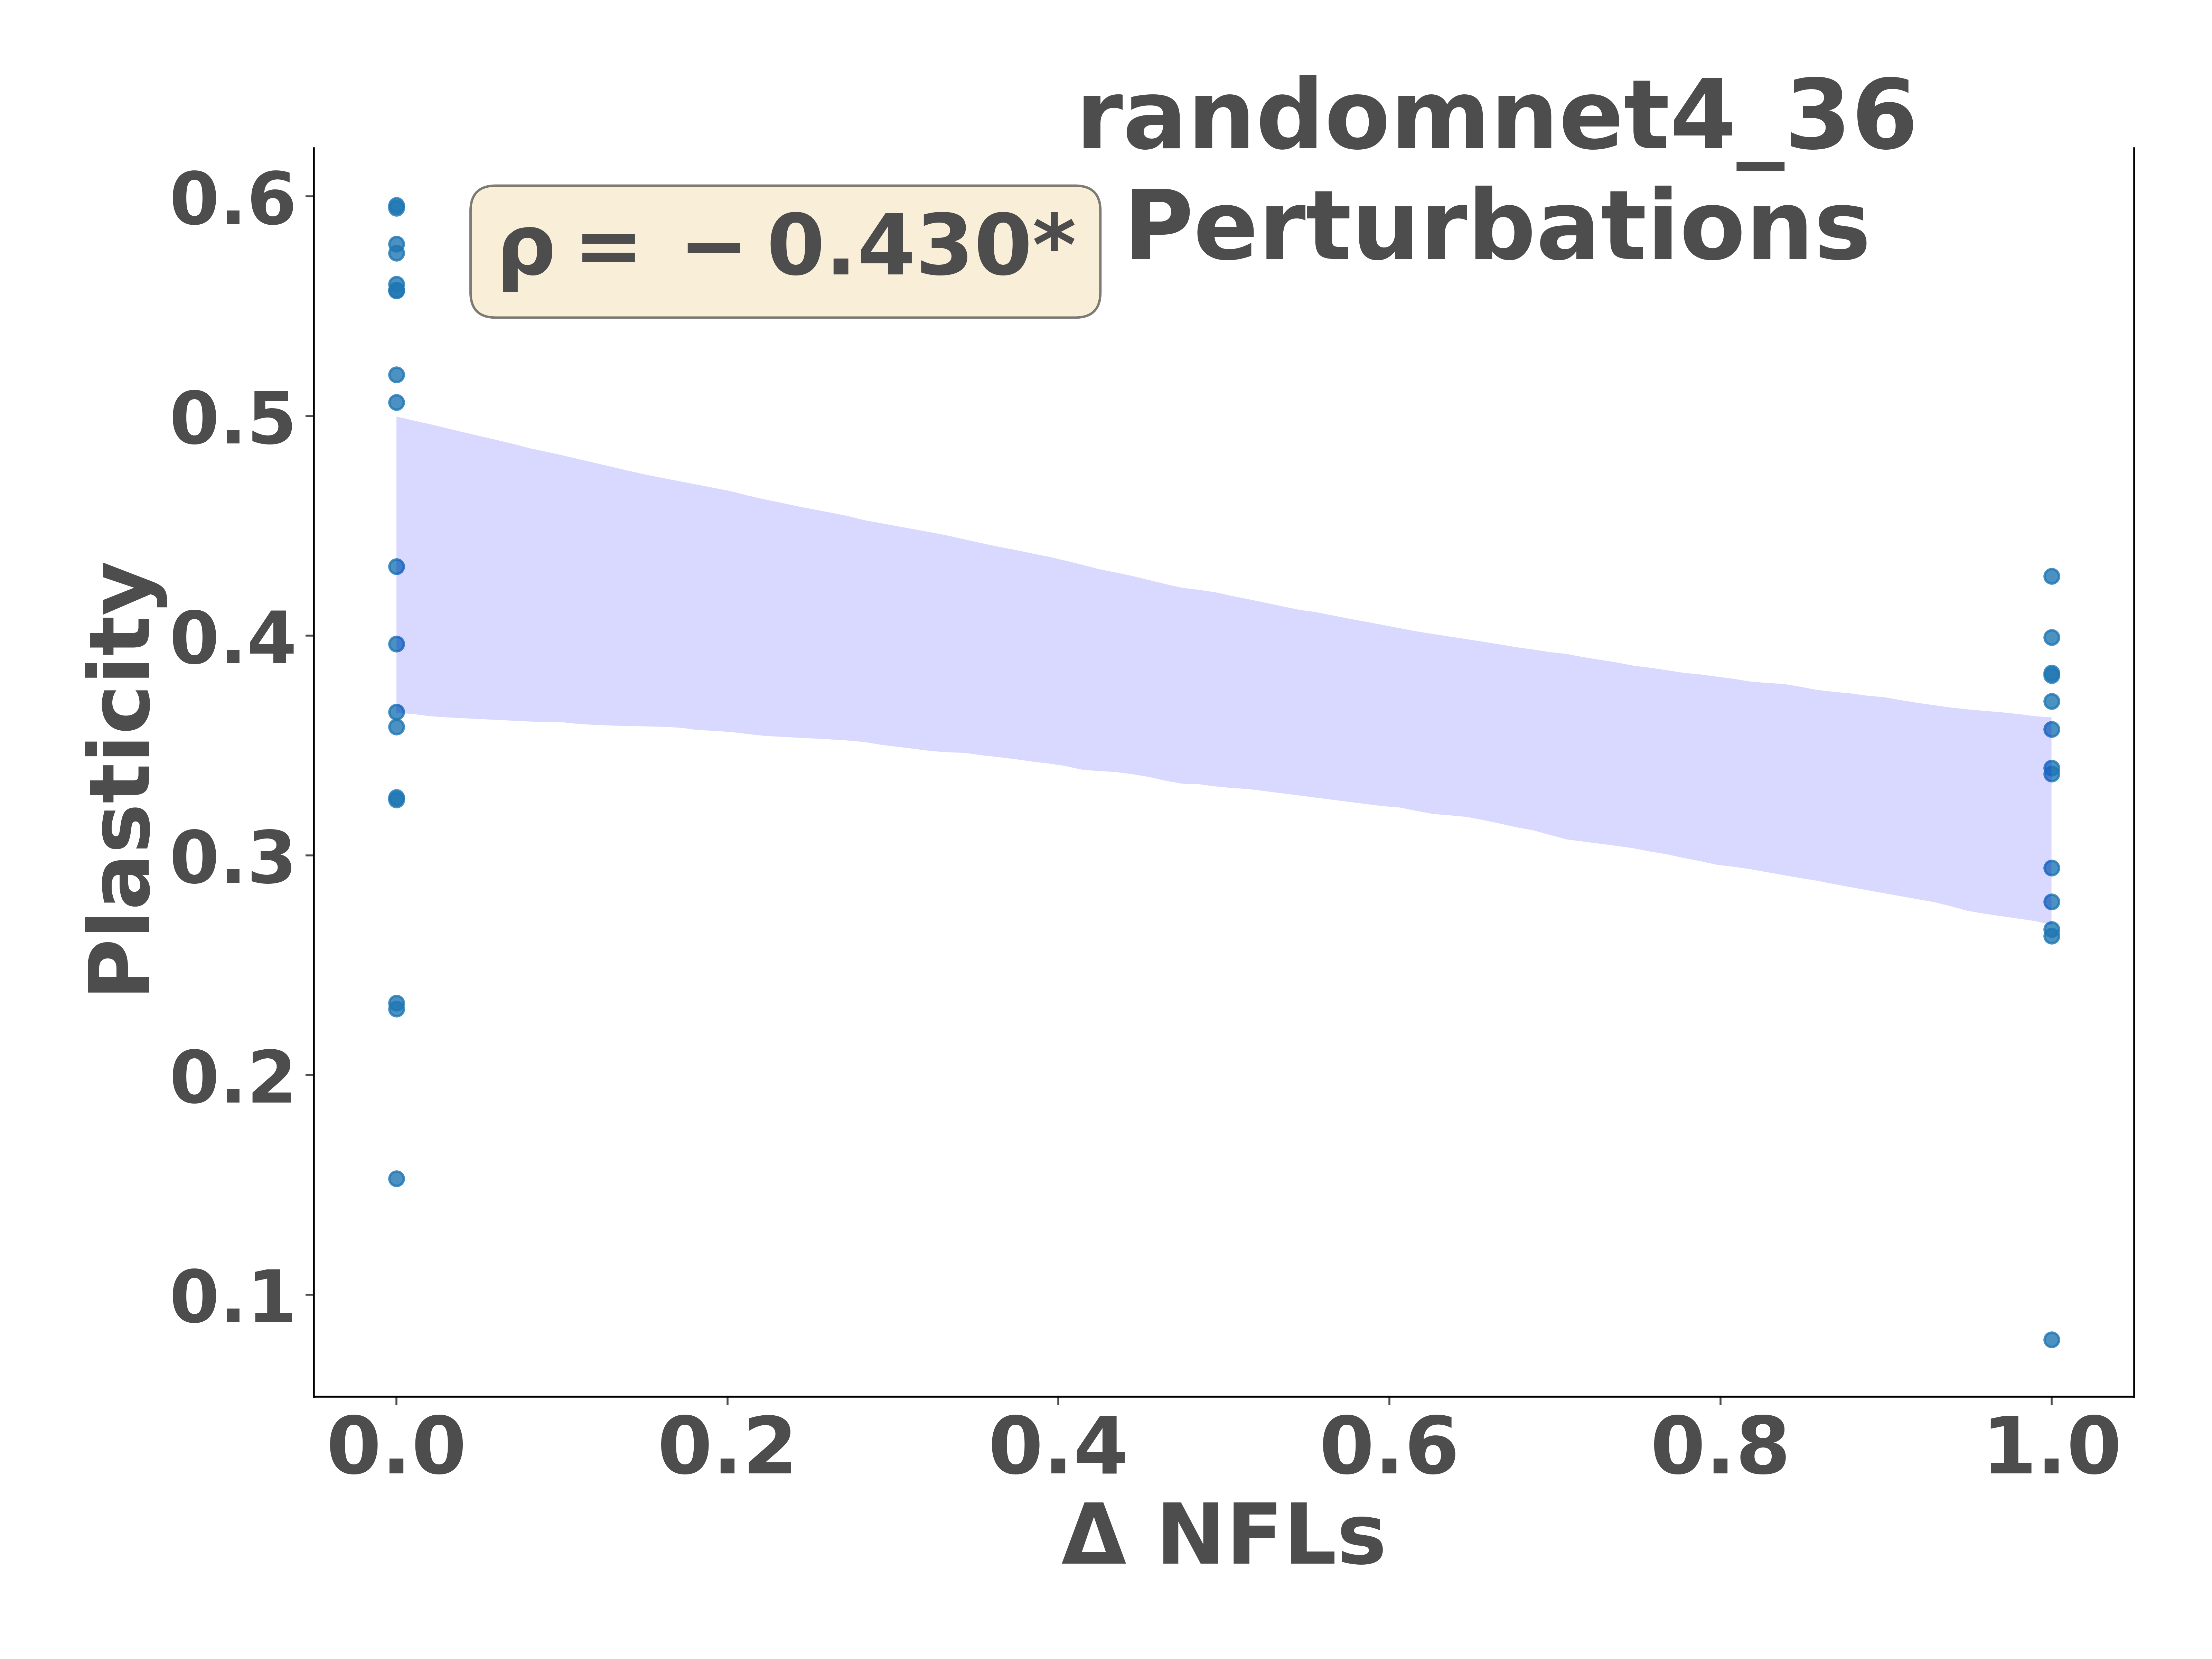 randomnet4_36
Perturbations
ρ = − 0.430*
Plasticity
0.6
0.5
0.4
0.3
0.2
0.1
0.0 0.2 0.4 0.6 0.8 1.0
Δ NFLs